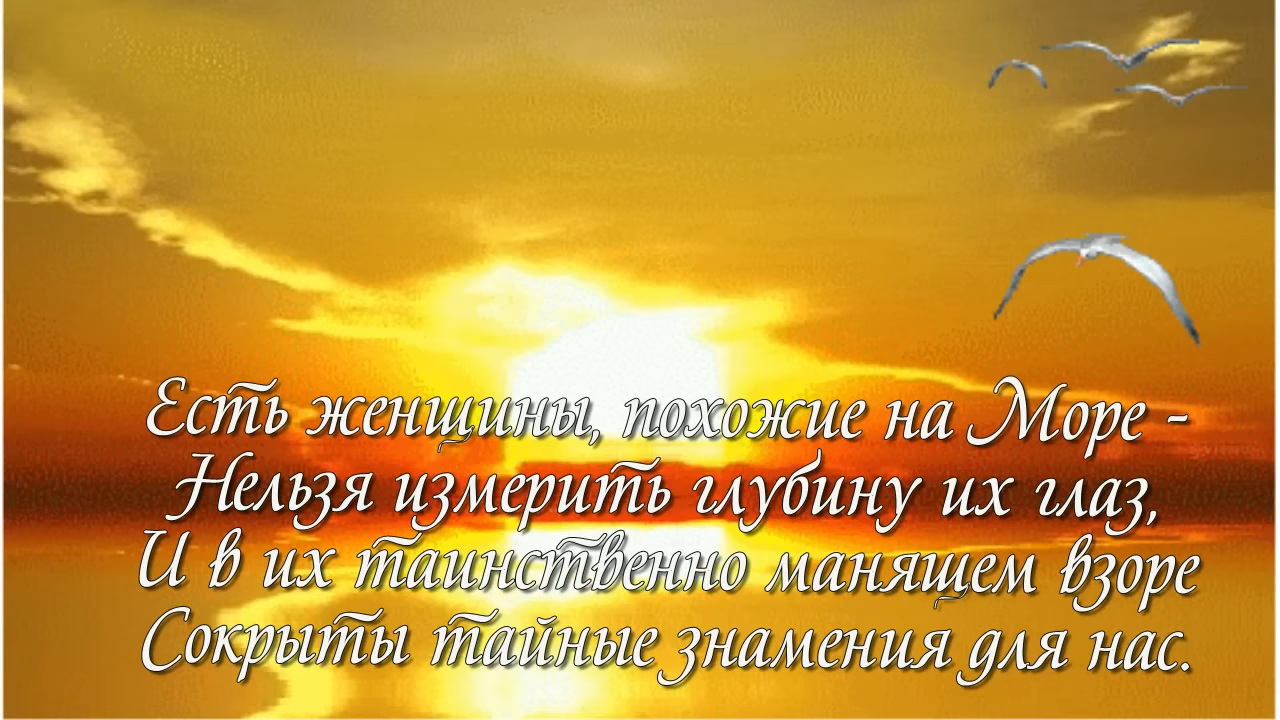 Есть женщины, похожие на Море -
Нельзя измерить глубину их глаз,
И в их таинственно манящем взоре
Сокрыты тайные знамения для нас.